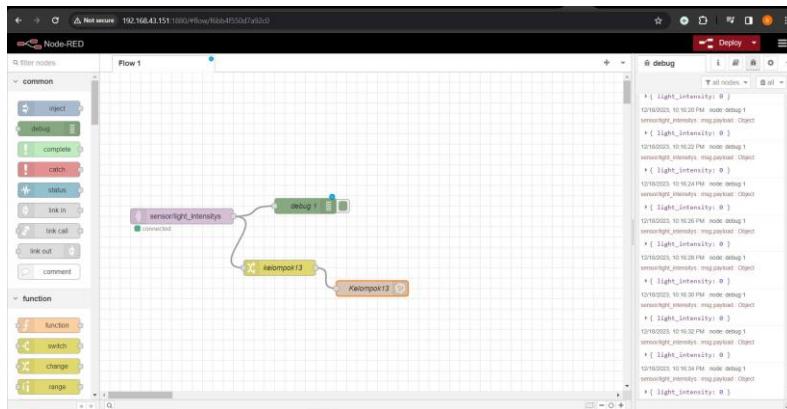 Not secure 192.168.43.151:1880/#flow/f6bb4f550d7a92c0
Node-RED
Deploy
filter nodes
Flow 1
debug
i
all nodes
all
common
inject
debug
complete
catch
status
link in
link call
link out
comment
function
function
switch
change
range
sensor/light_intensitys
connected
debug 1
kelompok13
Kelompok13
{ light_intensity: 0 }
12/16/2023, 10:16:20 PM node: debug 1
sensor/light_intensitys : msg.payload : Object
{ light_intensity: 0 }
12/16/2023, 10:16:22 PM node: debug 1
sensor/light_intensitys : msg.payload : Object
{ light_intensity: 0 }
12/16/2023, 10:16:24 PM node: debug 1
sensor/light_intensitys : msg.payload : Object
{ light_intensity: 0 }
12/16/2023, 10:16:26 PM node: debug 1
sensor/light_intensitys : msg.payload : Object
{ light_intensity: 0 }
12/16/2023, 10:16:28 PM node: debug 1
sensor/light_intensitys : msg.payload : Object
{ light_intensity: 0 }
12/16/2023, 10:16:30 PM node: debug 1
sensor/light_intensitys : msg.payload : Object
{ light_intensity: 0 }
12/16/2023, 10:16:32 PM node: debug 1
sensor/light_intensitys : msg.payload : Object
{ light_intensity: 0 }
12/16/2023, 10:16:34 PM node: debug 1
sensor/light_intensitys : msg.payload : Object
{ light_intensity: 0 }